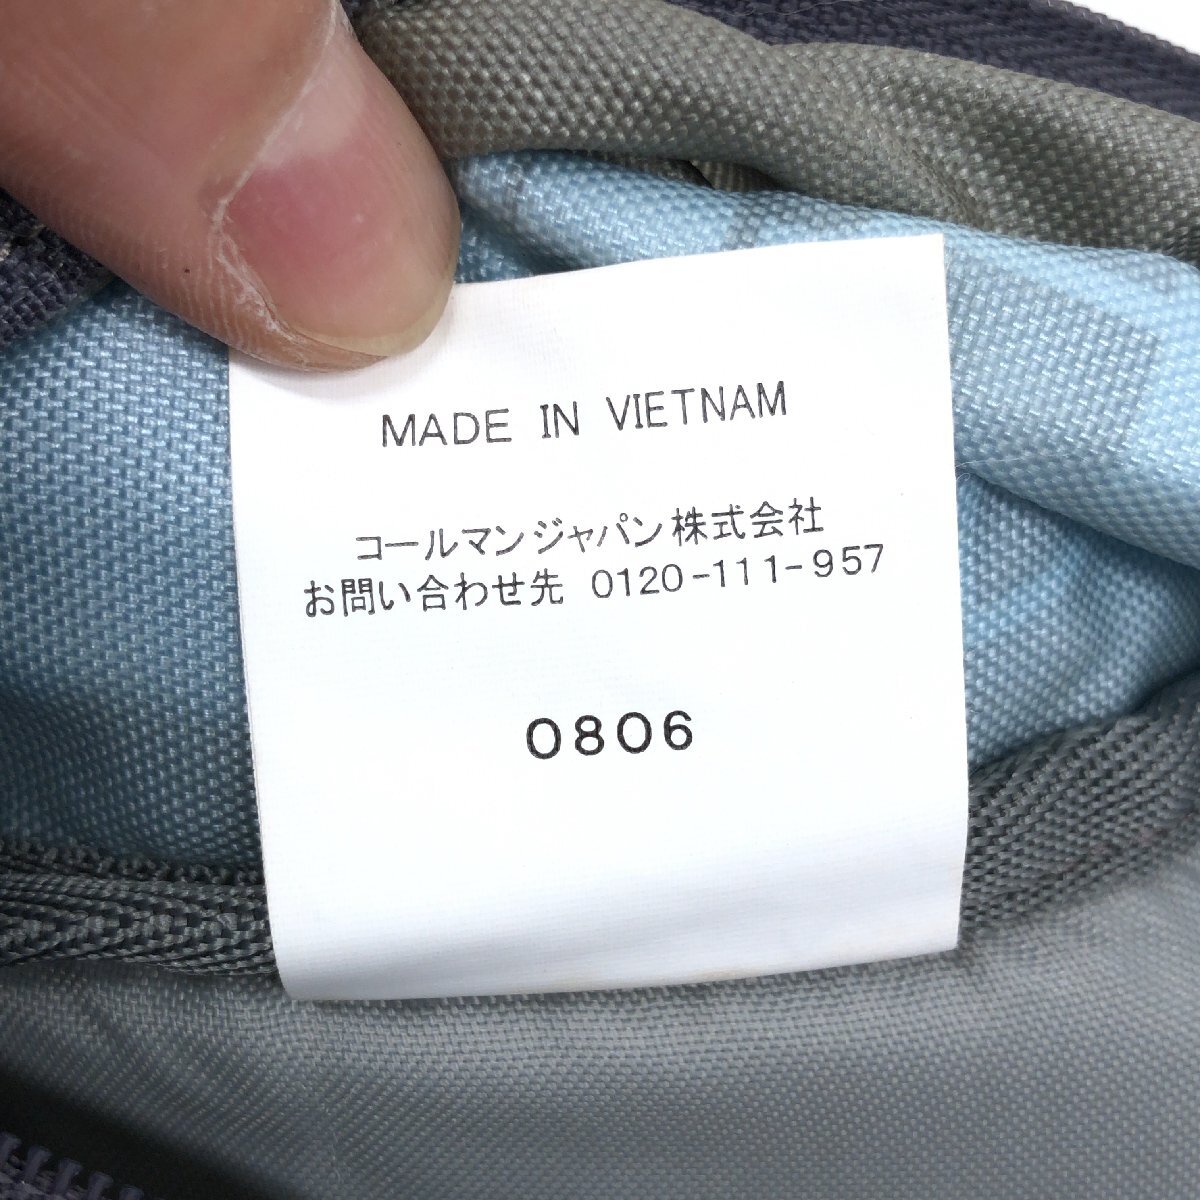 MADE IN VIETNAM
コールマンジャパン株式会社
お問い合わせ先 0120-111-957
0806